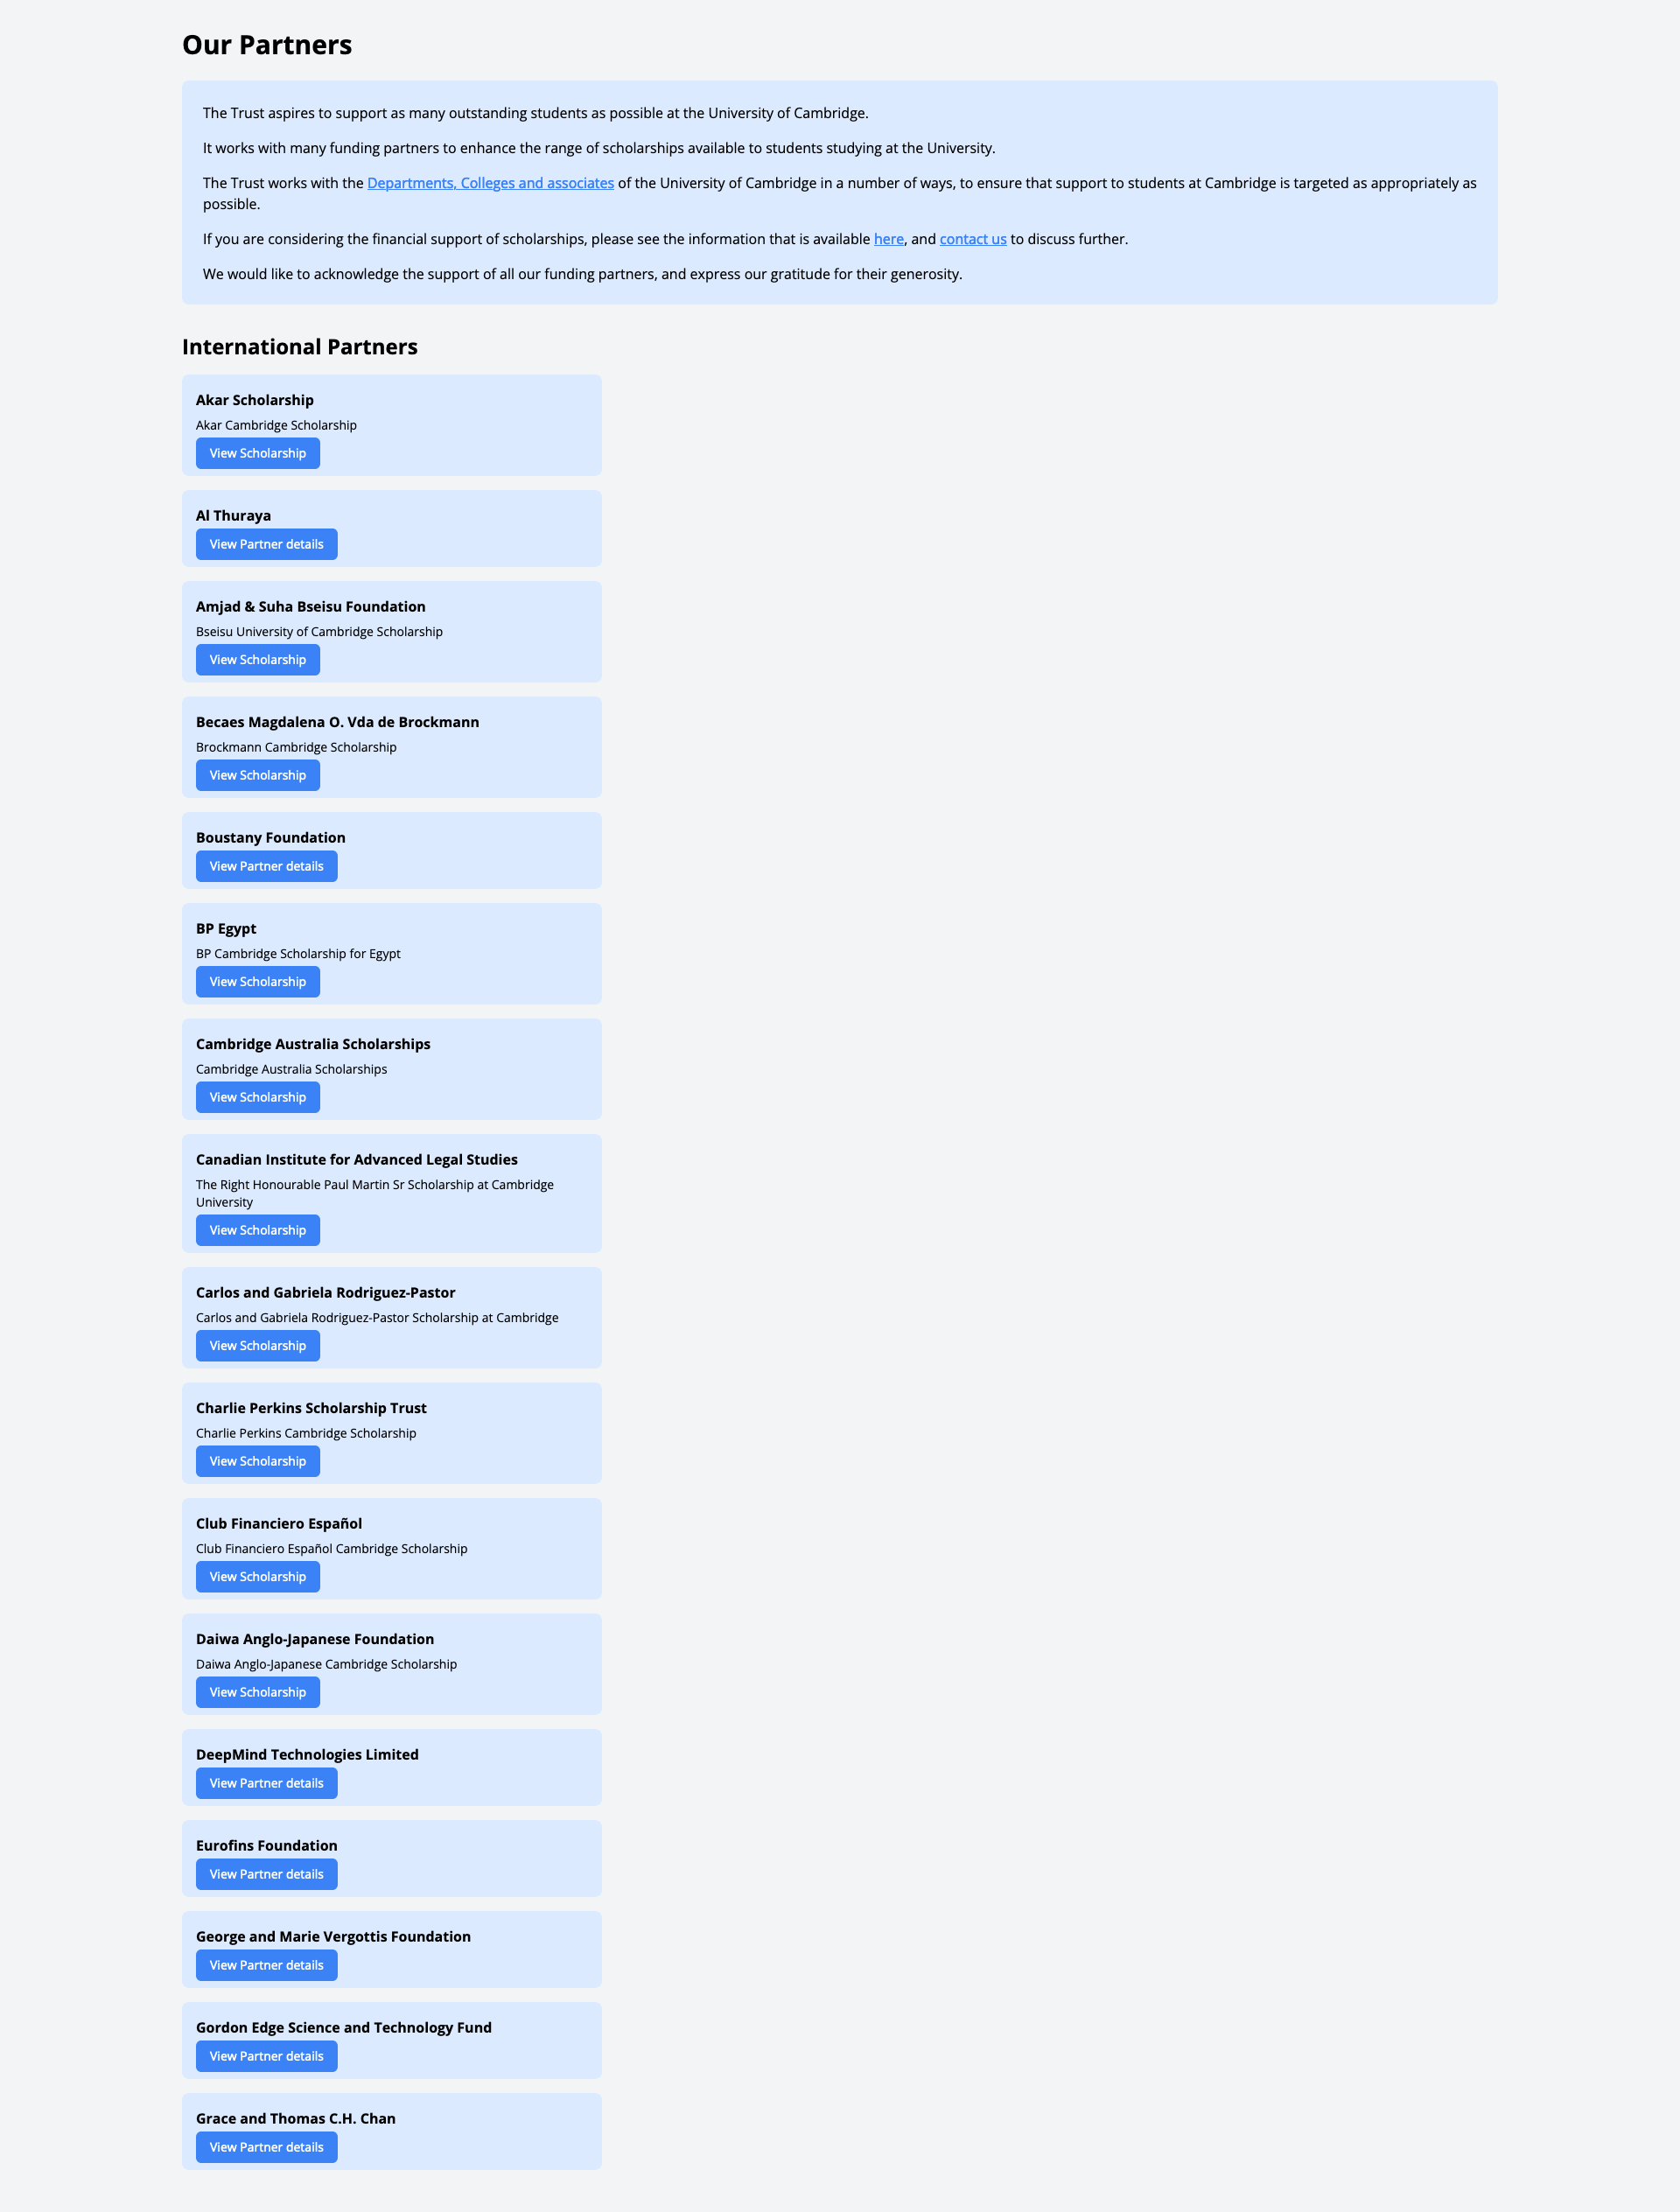 Our Partners
The Trust aspires to support as many outstanding students as possible at the University of Cambridge.
It works with many funding partners to enhance the range of scholarships available to students studying at the University.
The Trust works with the Departments, Colleges and associates of the University of Cambridge in a number of ways, to ensure that support to students at Cambridge is targeted as appropriately as
possible.
If you are considering the financial support of scholarships, please see the information that is available here, and contact us to discuss further.
We would like to acknowledge the support of all our funding partners, and express our gratitude for their generosity.
International Partners
Akar Scholarship
Akar Cambridge Scholarship
View Scholarship
Al Thuraya
View Partner details
Amjad & Suha Bseisu Foundation
Bseisu University of Cambridge Scholarship
View Scholarship
Becaes Magdalena O. Vda de Brockmann
Brockmann Cambridge Scholarship
View Scholarship
Boustany Foundation
View Partner details
BP Egypt
BP Cambridge Scholarship for Egypt
View Scholarship
Cambridge Australia Scholarships
Cambridge Australia Scholarships
View Scholarship
Canadian Institute for Advanced Legal Studies
The Right Honourable Paul Martin Sr Scholarship at Cambridge
University
View Scholarship
Carlos and Gabriela Rodriguez-Pastor
Carlos and Gabriela Rodriguez-Pastor Scholarship at Cambridge
View Scholarship
Charlie Perkins Scholarship Trust
Charlie Perkins Cambridge Scholarship
View Scholarship
Club Financiero Español
Club Financiero Español Cambridge Scholarship
View Scholarship
Daiwa Anglo-Japanese Foundation
Daiwa Anglo-Japanese Cambridge Scholarship
View Scholarship
DeepMind Technologies Limited
View Partner details
Eurofins Foundation
View Partner details
George and Marie Vergottis Foundation
View Partner details
Gordon Edge Science and Technology Fund
View Partner details
Grace and Thomas C.H. Chan
View Partner details